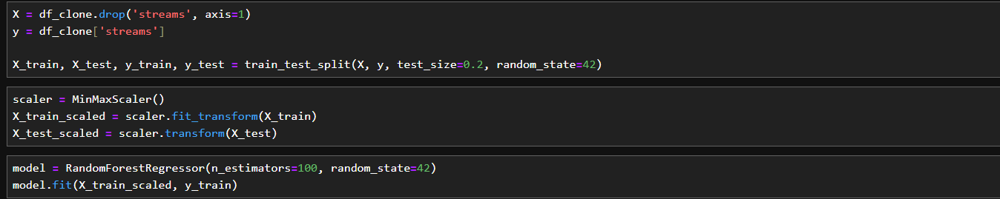 X = df_clone.drop('streams', axis=1)
y = df_clone['streams']
X_train, X_test, y_train, y_test = train_test_split(X, y, test_size=0.2, random_state=42)
scaler = MinMaxScaler()
X_train_scaled = scaler.fit_transform(X_train)
X_test_scaled = scaler.transform(X_test)
model = RandomForestRegressor(n_estimators=100, random_state=42)
model.fit(X_train_scaled, y_train)